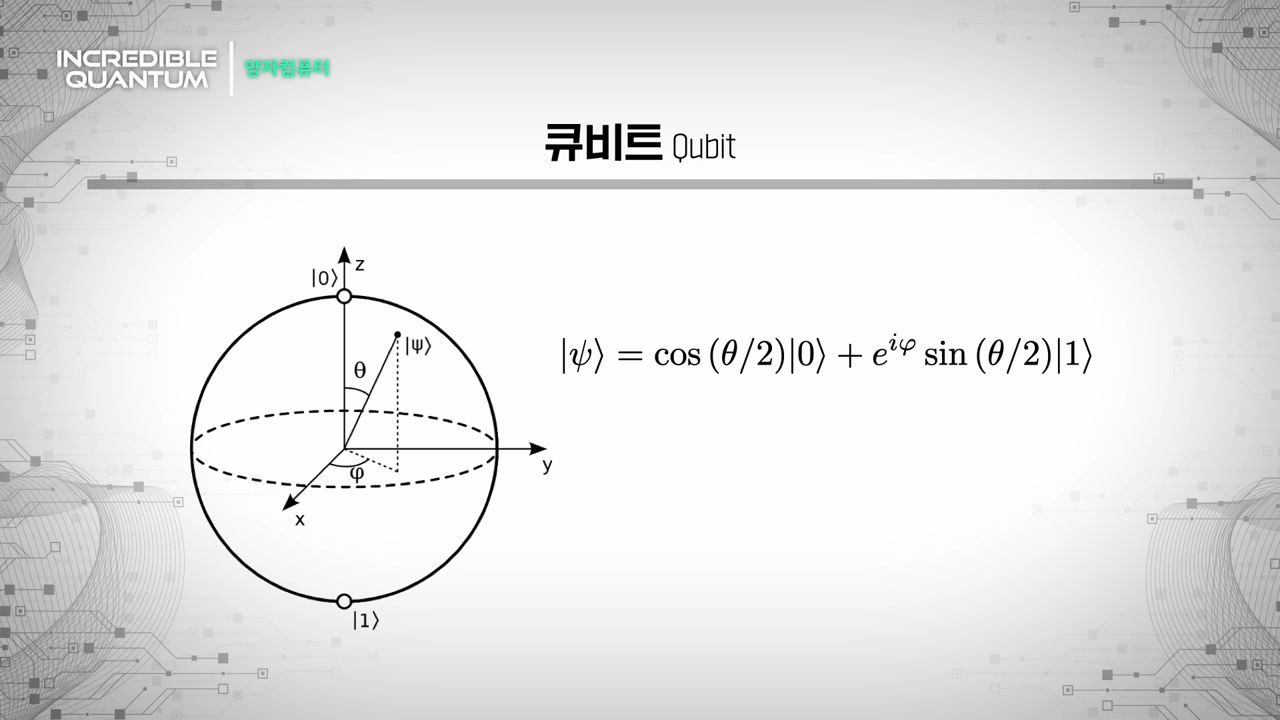 INCREDIBLE
QUANTUM
양자컴퓨터
큐비트 Qubit
z
|0⟩
|ψ⟩
θ
|ψ⟩ = cos (θ/2)|0⟩ + e^{iφ} sin (θ/2)|1⟩
y
φ
x
|1⟩